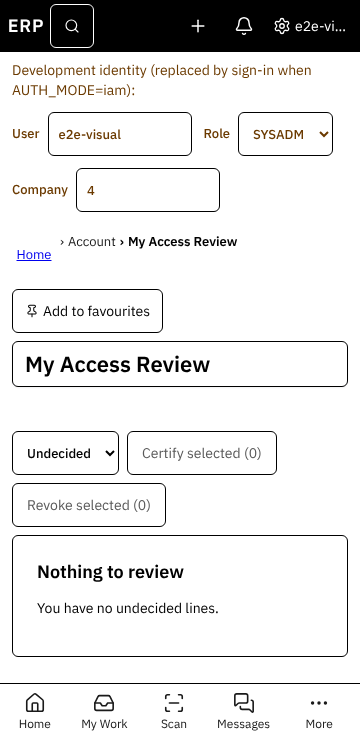 ERP e2e-vi...
Development identity (replaced by sign-in when
AUTH_MODE=iam):
User e2e-visual Role SYSADM
Company 4
Home › Account › My Access Review
Add to favourites
My Access Review
Undecided Certify selected (0)
Revoke selected (0)
Nothing to review
You have no undecided lines.
Home My Work Scan Messages More